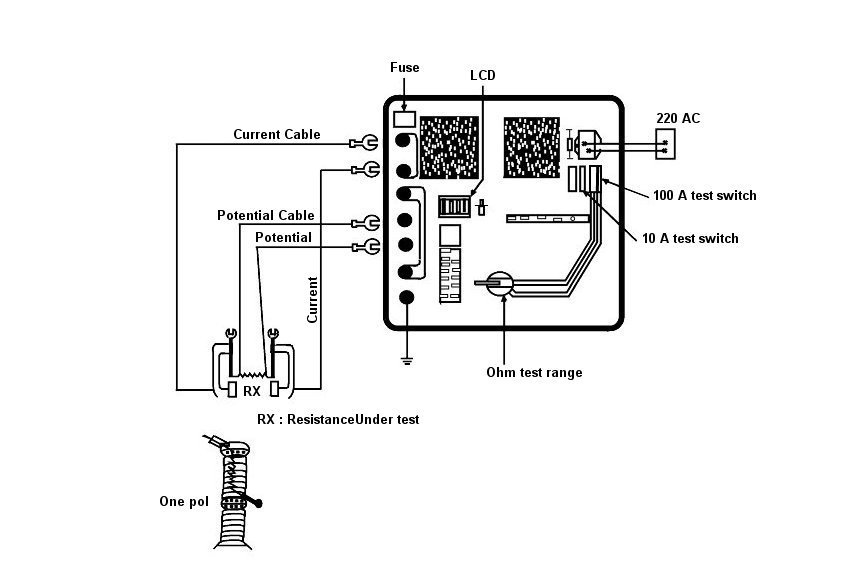 Fuse
LCD
220 AC
Current Cable
100 A test switch
Potential Cable
Potential
10 A test switch
Current
Ohm test range
RX
RX : ResistanceUnder test
One pol